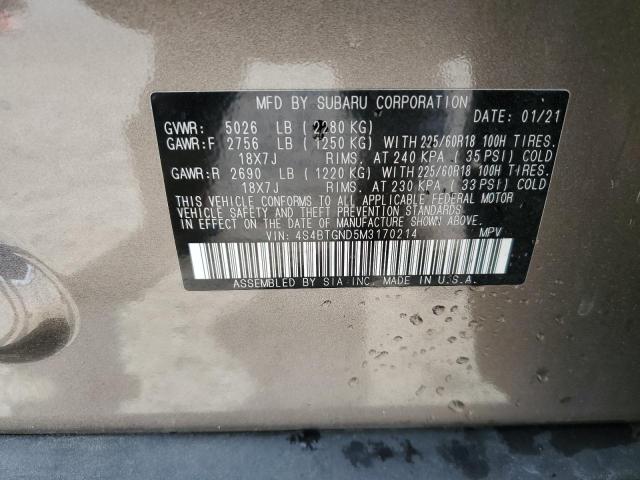 MFD BY SUBARU CORPORATION
DATE: 01/21
GVWR: 5026 LB (2280 KG)
GAWR:F 2756 LB (1250 KG) WITH 225/60R18 100H TIRES.
18X7J RIMS. AT 240 KPA (35 PSI) COLD
GAWR:R 2690 LB (1220 KG) WITH 225/60R18 100H TIRES.
18X7J RIMS. AT 230 KPA (33 PSI) COLD
THIS VEHICLE CONFORMS TO ALL APPLICABLE FEDERAL MOTOR
VEHICLE SAFETY AND THEFT PREVENTION STANDARDS
IN EFFECT ON THE DATE OF MANUFACTURE SHOWN ABOVE.
VIN: 4S4BTGND5M3170214 MPV
ASSEMBLED BY SIA INC. MADE IN U.S.A.